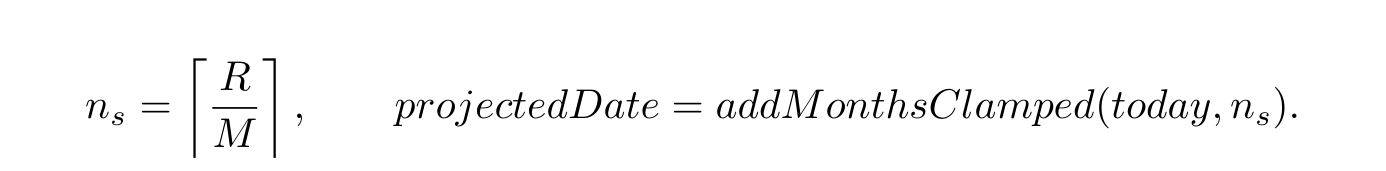 n_s = ⌈R/M⌉, projectedDate = addMonthsClamped(today, n_s).